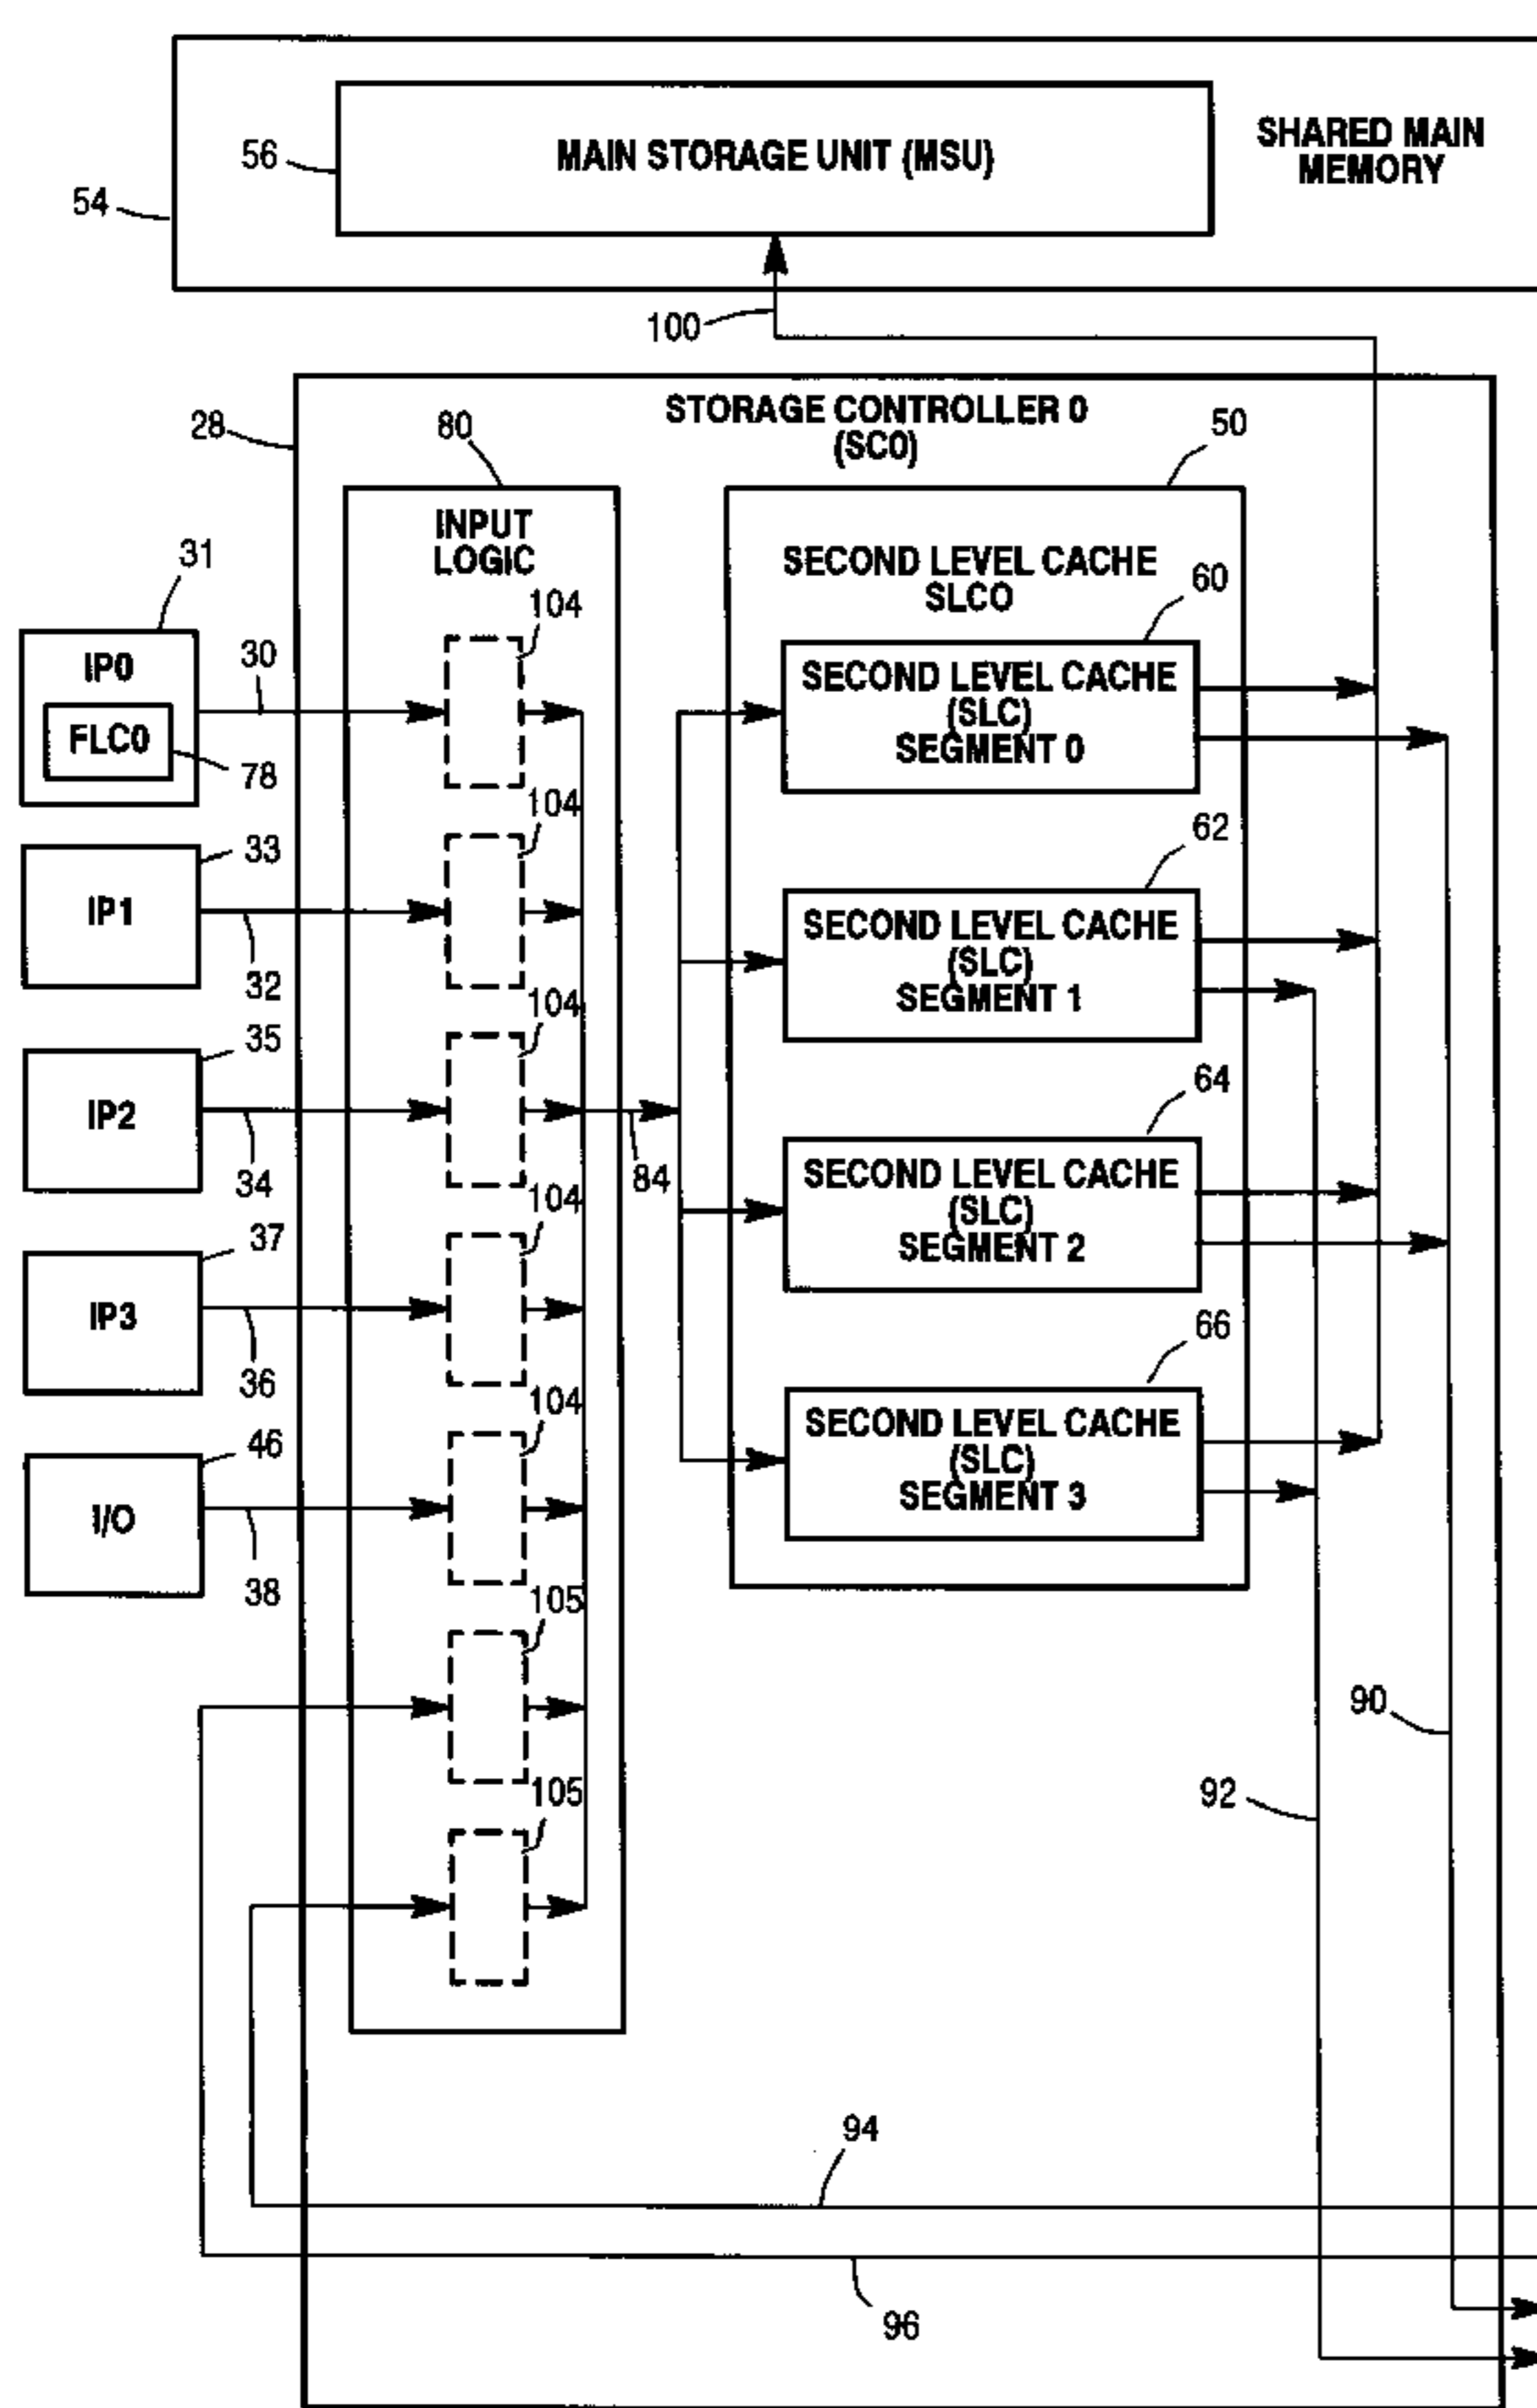 MAIN STORAGE UNIT (MSU)
SHARED MAIN
MEMORY
56
54
100
STORAGE CONTROLLER 0
(SC0)
28
80
50
INPUT
LOGIC
SECOND LEVEL CACHE
SLCO
31
IP0
FLC0
78
30
104
60
SECOND LEVEL CACHE
(SLC)
SEGMENT 0
33
IP1
32
104
62
SECOND LEVEL CACHE
(SLC)
SEGMENT 1
35
IP2
34
104
84
64
SECOND LEVEL CACHE
(SLC)
SEGMENT 2
37
IP3
36
104
66
SECOND LEVEL CACHE
(SLC)
SEGMENT 3
46
I/O
38
104
105
105
90
92
94
96